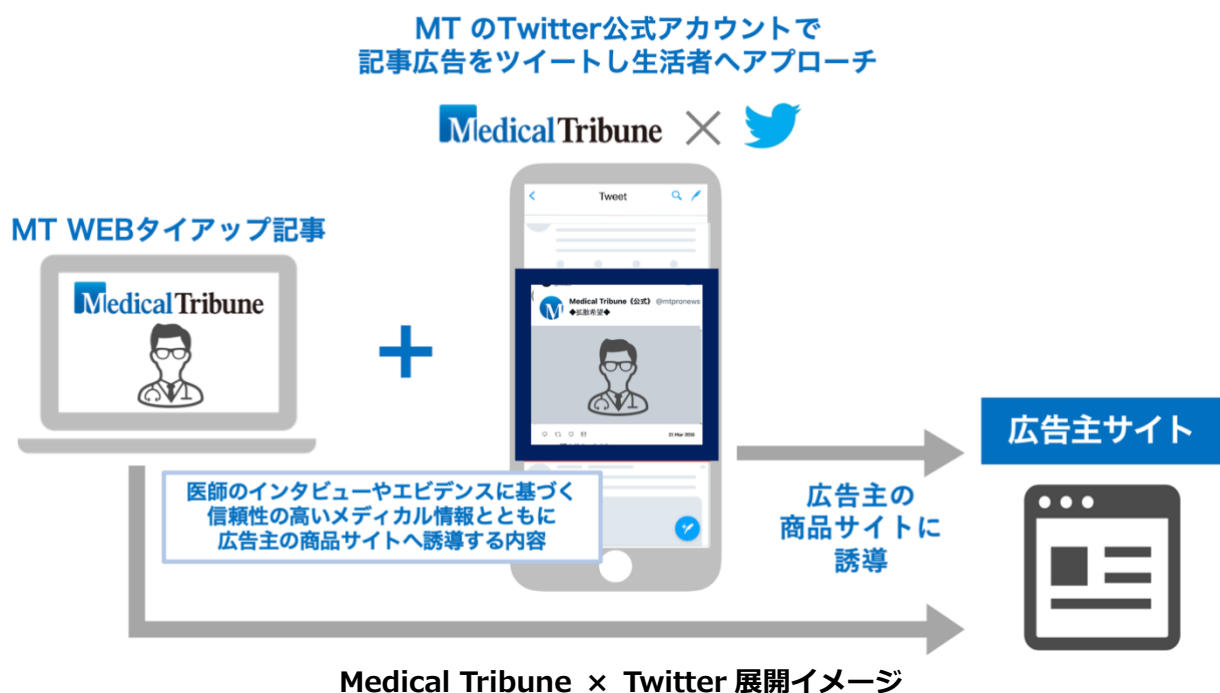 MT のTwitter公式アカウントで
記事広告をツイートし生活者へアプローチ
Medical Tribune ×
MT WEBタイアップ記事
Medical Tribune
Tweet
Medical Tribune《公式》 @mtpronews
◆拡散希望◆
M
21 Mar 2016
医師のインタビューやエビデンスに基づく
信頼性の高いメディカル情報とともに
広告主の商品サイトへ誘導する内容
広告主の
商品サイトに
誘導
広告主サイト
Medical Tribune × Twitter 展開イメージ